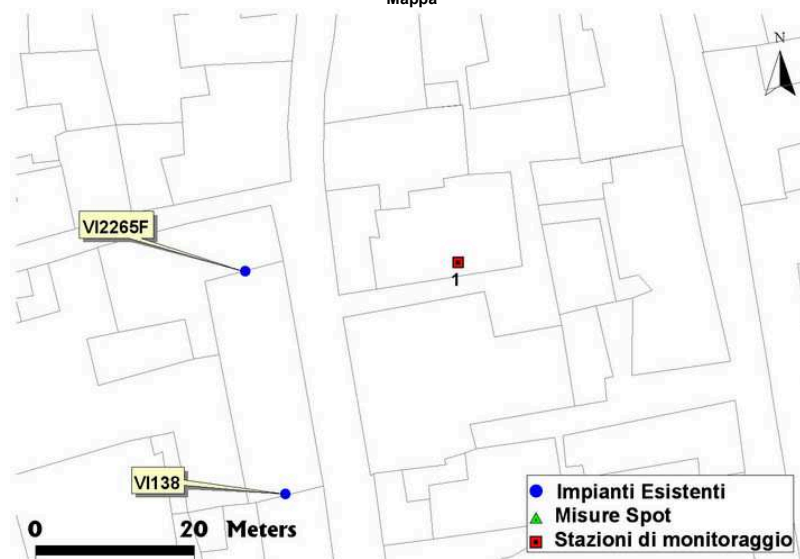 Mappa
N
VI2265F
1
VI138
0 20 Meters
Impianti Esistenti
Misure Spot
Stazioni di monitoraggio